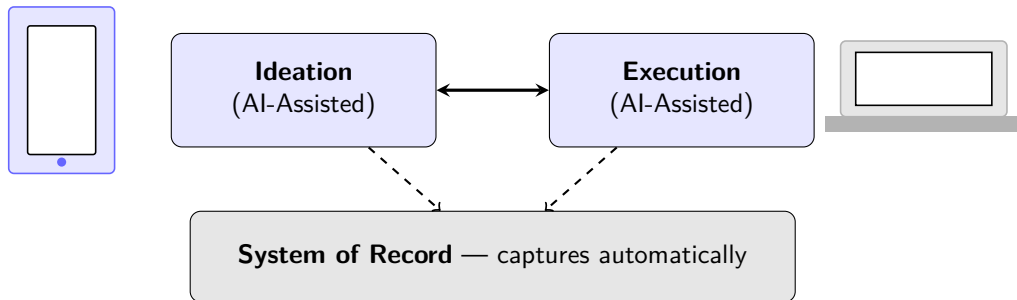 Ideation
(AI-Assisted)
Execution
(AI-Assisted)
System of Record — captures automatically